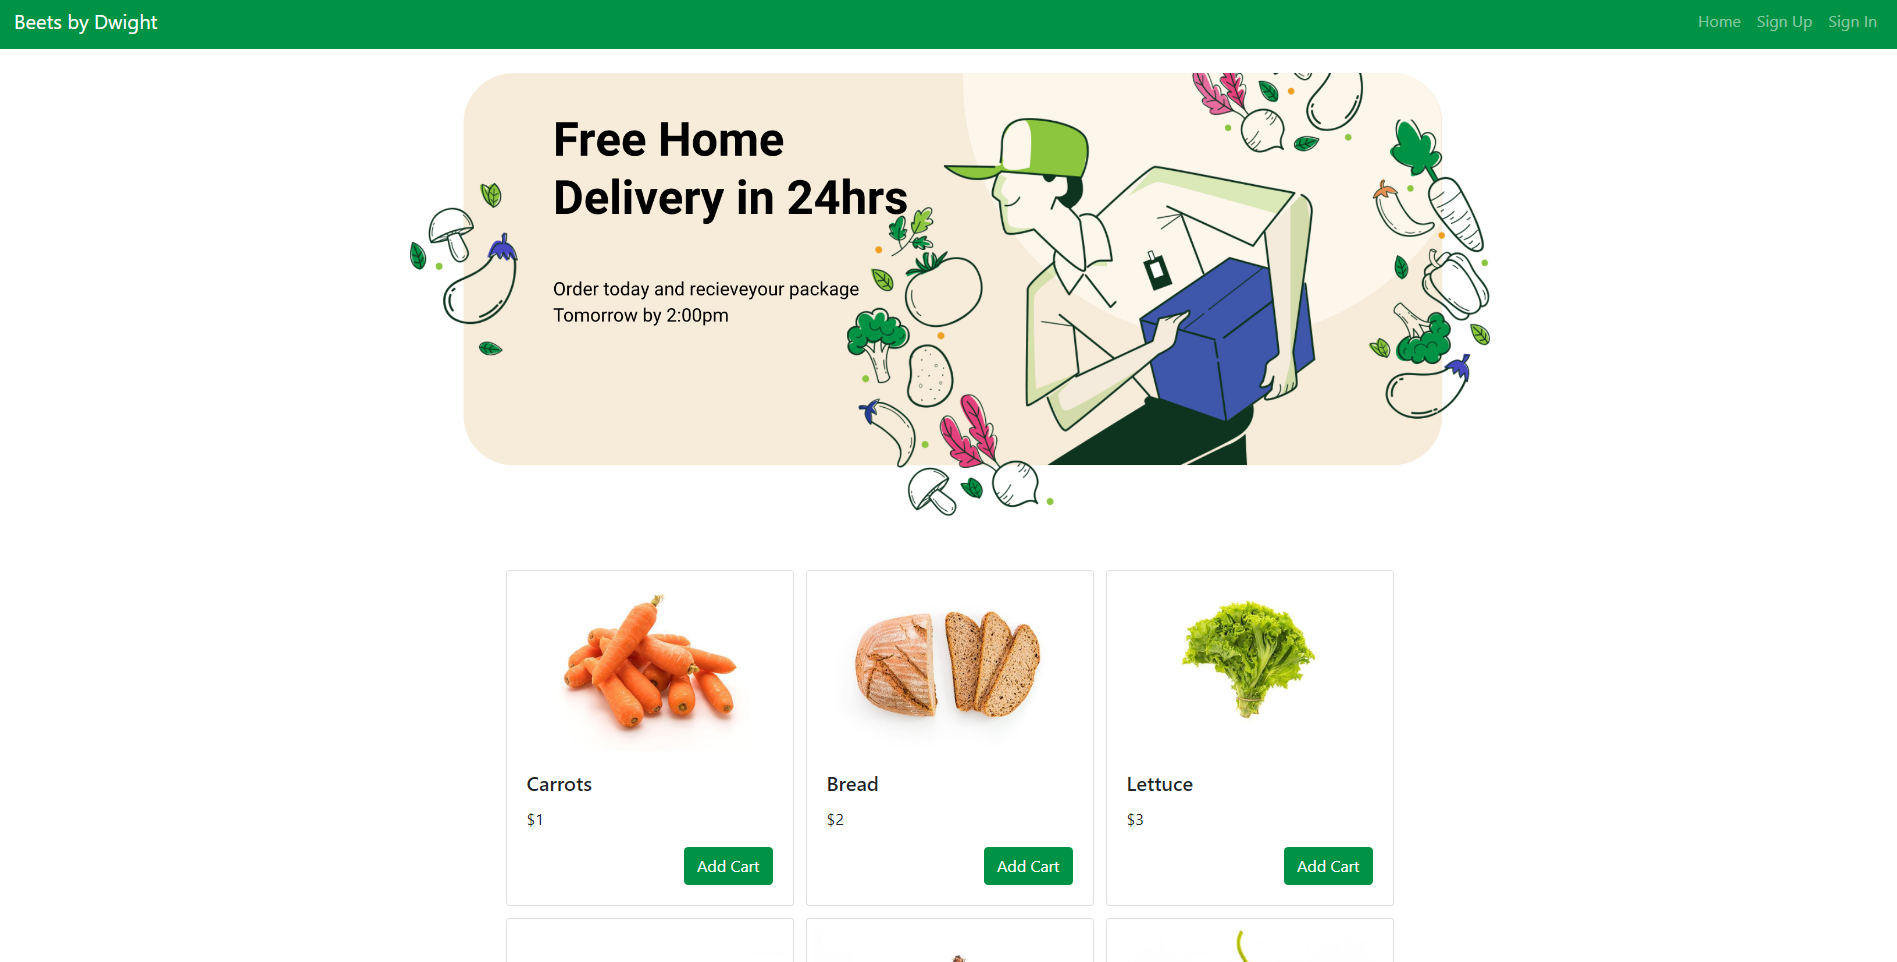 Beets by Dwight
Home Sign Up Sign In
Free Home
Delivery in 24hrs
Order today and recieveyour package
Tomorrow by 2:00pm
Carrots
$1
Add Cart
Bread
$2
Add Cart
Lettuce
$3
Add Cart